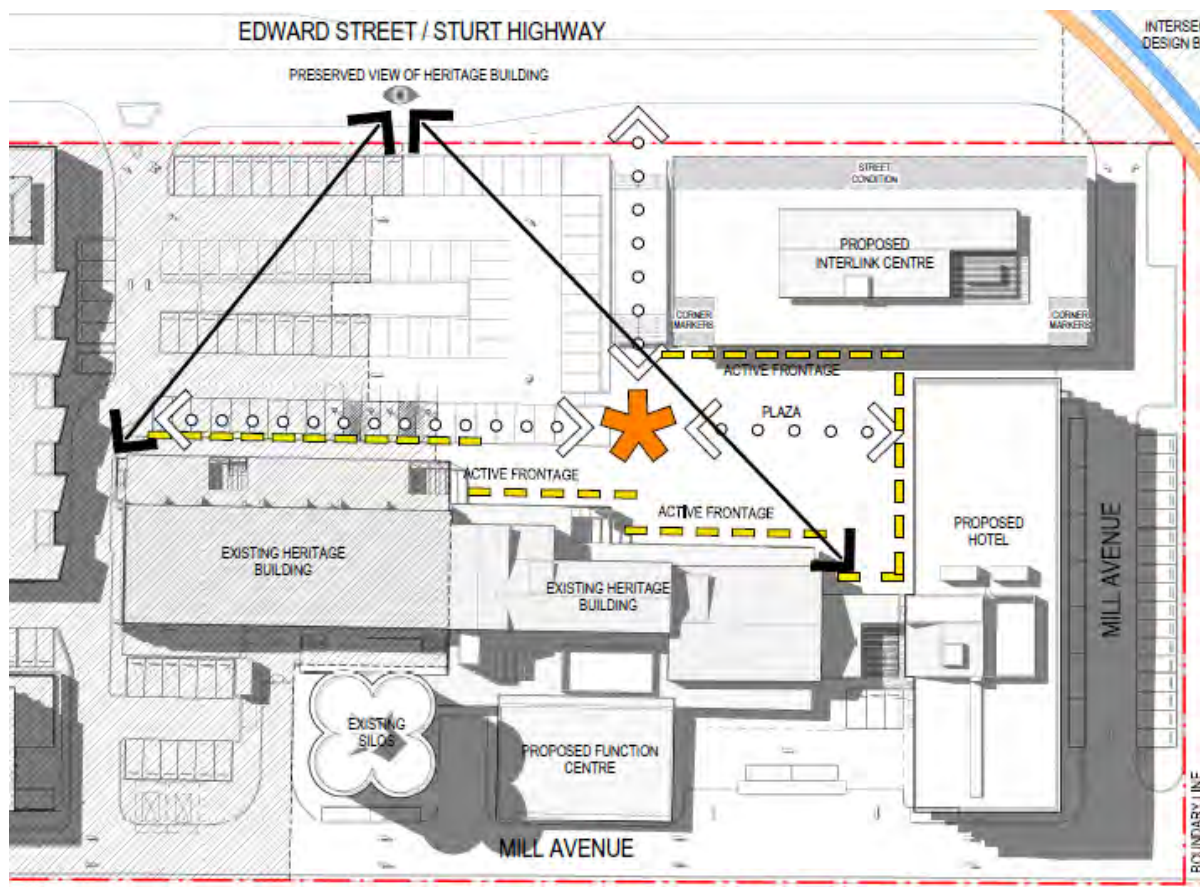 EDWARD STREET / STURT HIGHWAY
PRESERVED VIEW OF HERITAGE BUILDING
DESIGN
STREET
CONDITION
PROPOSED
INTERLINK CENTRE
CORNER
MARKERS
CORNER
MARKERS
ACTIVE FRONTAGE
PLAZA
ACTIVE FRONTAGE
ACTIVE FRONTAGE
EXISTING HERITAGE
BUILDING
EXISTING HERITAGE
BUILDING
PROPOSED
HOTEL
MILL AVENUE
EXISTING
SILOS
PROPOSED FUNCTION
CENTRE
MILL AVENUE
BOUNDARY LINE